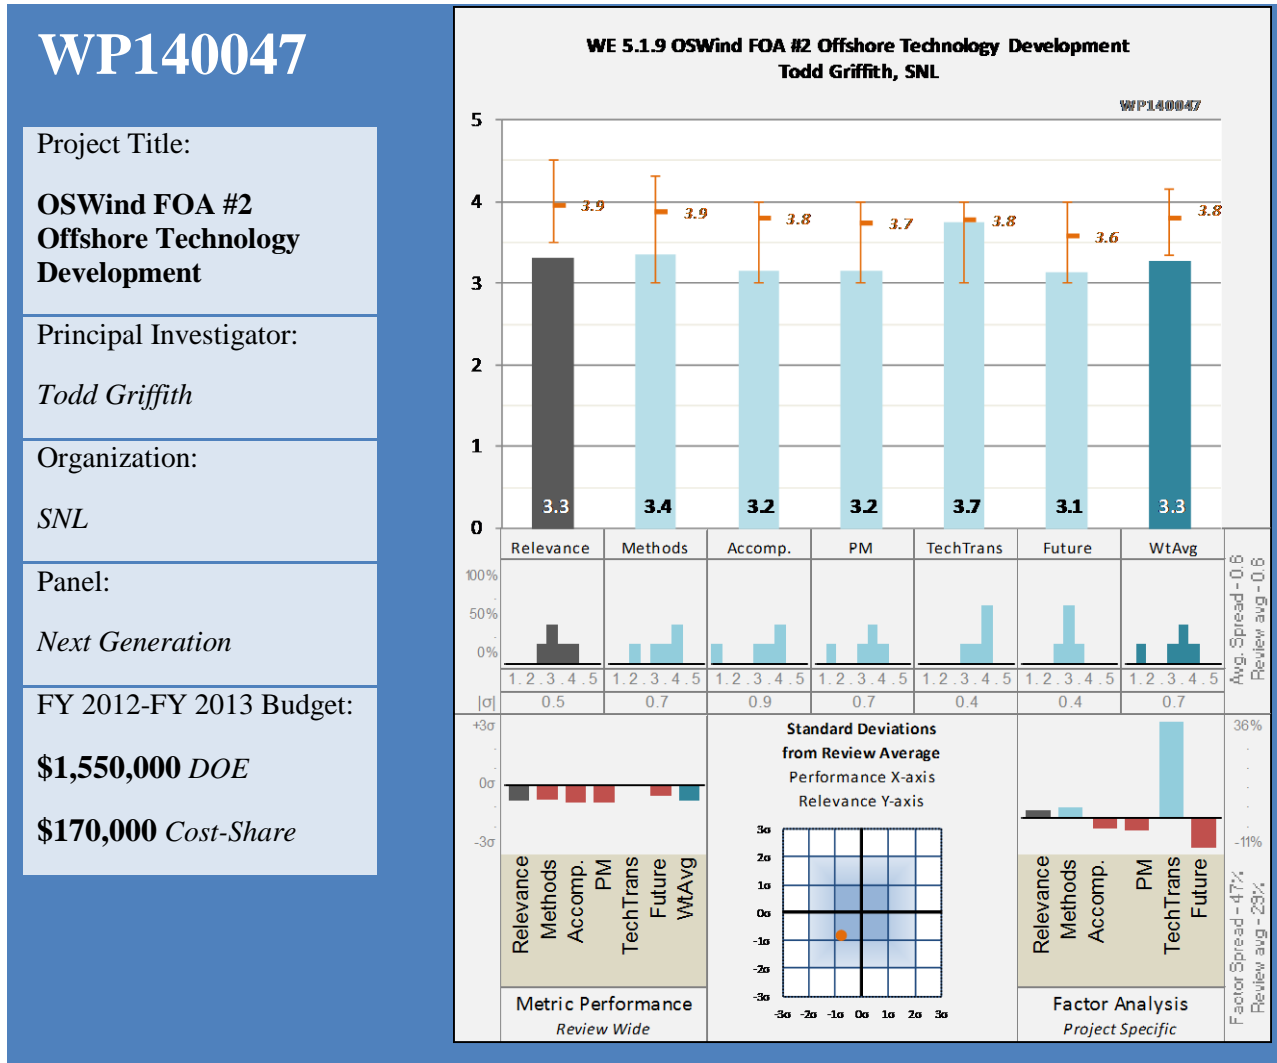 WP140047
Project Title:
OSWind FOA #2
Offshore Technology
Development
Principal Investigator:
Todd Griffith
Organization:
SNL
Panel:
Next Generation
FY 2012-FY 2013 Budget:
$1,550,000 DOE
$170,000 Cost-Share
WE 5.1.9 OSWind FOA #2 Offshore Technology Development
Todd Griffith, SNL
WP140047
5
4
3
2
1
0
3.9
3.9
3.8
3.7
3.8
3.6
3.8
3.3
3.4
3.2
3.2
3.7
3.1
3.3
Relevance
Methods
Accomp.
PM
TechTrans
Future
WtAvg
100%
50%
0%
1 . 2 . 3 . 4 . 5
1 . 2 . 3 . 4 . 5
1 . 2 . 3 . 4 . 5
1 . 2 . 3 . 4 . 5
1 . 2 . 3 . 4 . 5
1 . 2 . 3 . 4 . 5
1 . 2 . 3 . 4 . 5
|σ|
0.5
0.7
0.9
0.7
0.4
0.4
0.7
Avg. Spread - 0.6
Review avg - 0.6
+3σ
0σ
-3σ
Relevance
Methods
Accomp.
PM
TechTrans
Future
WtAvg
Metric Performance
Review Wide
Standard Deviations
from Review Average
Performance X-axis
Relevance Y-axis
3σ
2σ
1σ
0σ
-1σ
-2σ
-3σ
-3σ -2σ -1σ 0σ 1σ 2σ 3σ
36%
-11%
Relevance
Methods
Accomp.
PM
TechTrans
Future
Factor Analysis
Project Specific
Factor Spread - 47%
Review avg - 29%